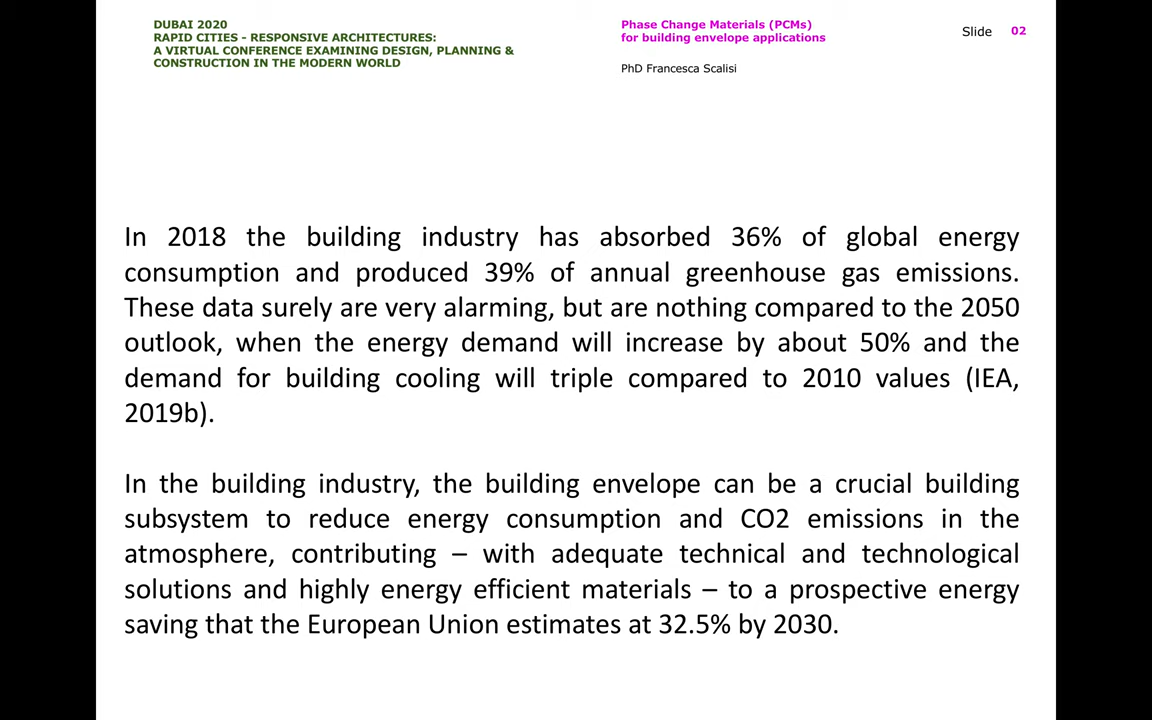 DUBAI 2020
RAPID CITIES - RESPONSIVE ARCHITECTURES:
A VIRTUAL CONFERENCE EXAMINING DESIGN, PLANNING &
CONSTRUCTION IN THE MODERN WORLD
Phase Change Materials (PCMs)
for building envelope applications
PhD Francesca Scalisi
Slide 02
In 2018 the building industry has absorbed 36% of global energy
consumption and produced 39% of annual greenhouse gas emissions.
These data surely are very alarming, but are nothing compared to the 2050
outlook, when the energy demand will increase by about 50% and the
demand for building cooling will triple compared to 2010 values (IEA,
2019b).
In the building industry, the building envelope can be a crucial building
subsystem to reduce energy consumption and CO2 emissions in the
atmosphere, contributing – with adequate technical and technological
solutions and highly energy efficient materials – to a prospective energy
saving that the European Union estimates at 32.5% by 2030.